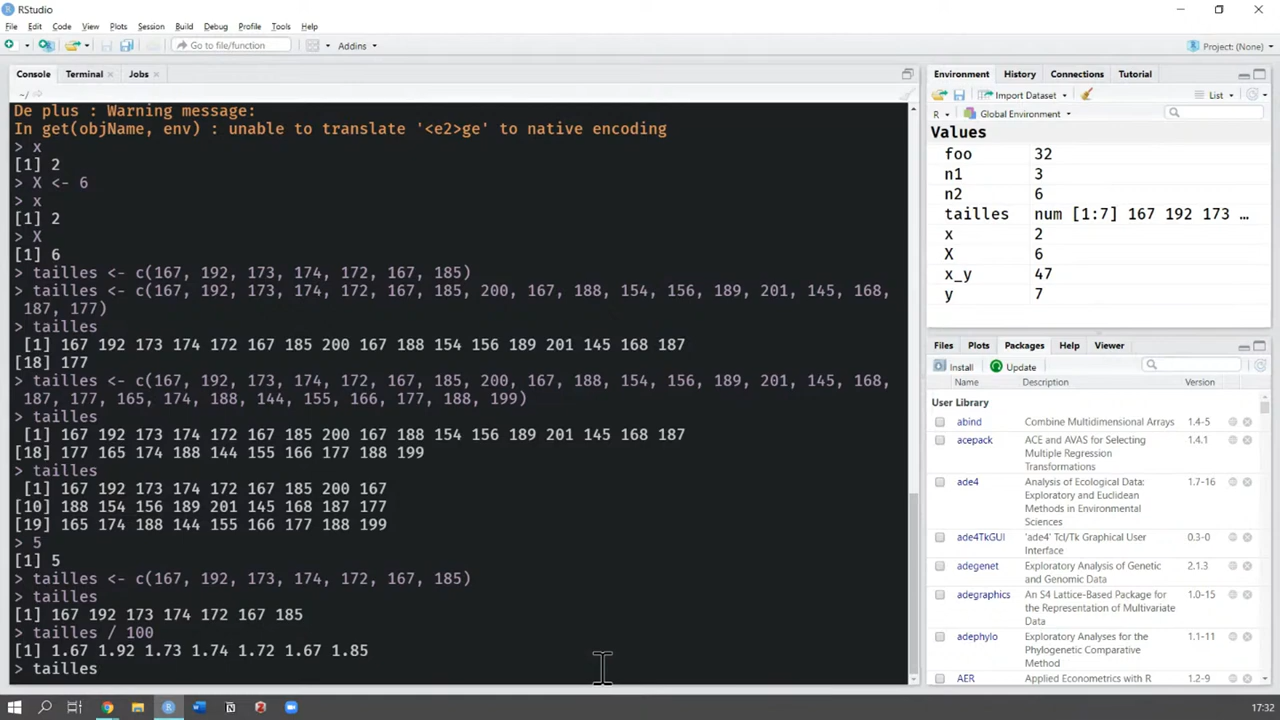 RStudio
File Edit Code View Plots Session Build Debug Profile Tools Help
Go to file/function Addins Project: (None)
Console Terminal Jobs
~/
De plus : Warning message:
In get(objName, env) : unable to translate '<e2>ge' to native encoding
> x
[1] 2
> X <- 6
> x
[1] 2
> X
[1] 6
> tailles <- c(167, 192, 173, 174, 172, 167, 185)
> tailles <- c(167, 192, 173, 174, 172, 167, 185, 200, 167, 188, 154, 156, 189, 201, 145, 168,
187, 177)
> tailles
[1] 167 192 173 174 172 167 185 200 167 188 154 156 189 201 145 168 187
[18] 177
> tailles <- c(167, 192, 173, 174, 172, 167, 185, 200, 167, 188, 154, 156, 189, 201, 145, 168,
187, 177, 165, 174, 188, 144, 155, 166, 177, 188, 199)
> tailles
[1] 167 192 173 174 172 167 185 200 167 188 154 156 189 201 145 168 187
[18] 177 165 174 188 144 155 166 177 188 199
> tailles
[1] 167 192 173 174 172 167 185 200 167
[10] 188 154 156 189 201 145 168 187 177
[19] 165 174 188 144 155 166 177 188 199
> 5
[1] 5
> tailles <- c(167, 192, 173, 174, 172, 167, 185)
> tailles
[1] 167 192 173 174 172 167 185
> tailles / 100
[1] 1.67 1.92 1.73 1.74 1.72 1.67 1.85
> tailles
Environment History Connections Tutorial
Import Dataset List
R Global Environment
Values
foo 32
n1 3
n2 6
tailles num [1:7] 167 192 173 …
x 2
X 6
x_y 47
y 7
Files Plots Packages Help Viewer
Install Update
Name Description Version
User Library
abind Combine Multidimensional Arrays 1.4-5
acepack ACE and AVAS for Selecting 1.4.1
Multiple Regression
Transformations
ade4 Analysis of Ecological Data: 1.7-16
Exploratory and Euclidean
Methods in Environmental
Sciences
ade4TkGUI 'ade4' Tcl/Tk Graphical User 0.3-0
Interface
adegenet Exploratory Analysis of Genetic 2.1.3
and Genomic Data
adegraphics An S4 Lattice-Based Package for 1.0-15
the Representation of Multivariate
Data
adephylo Exploratory Analyses for the 1.1-11
Phylogenetic Comparative
Method
AER Applied Econometrics with R 1.2-9
17:32